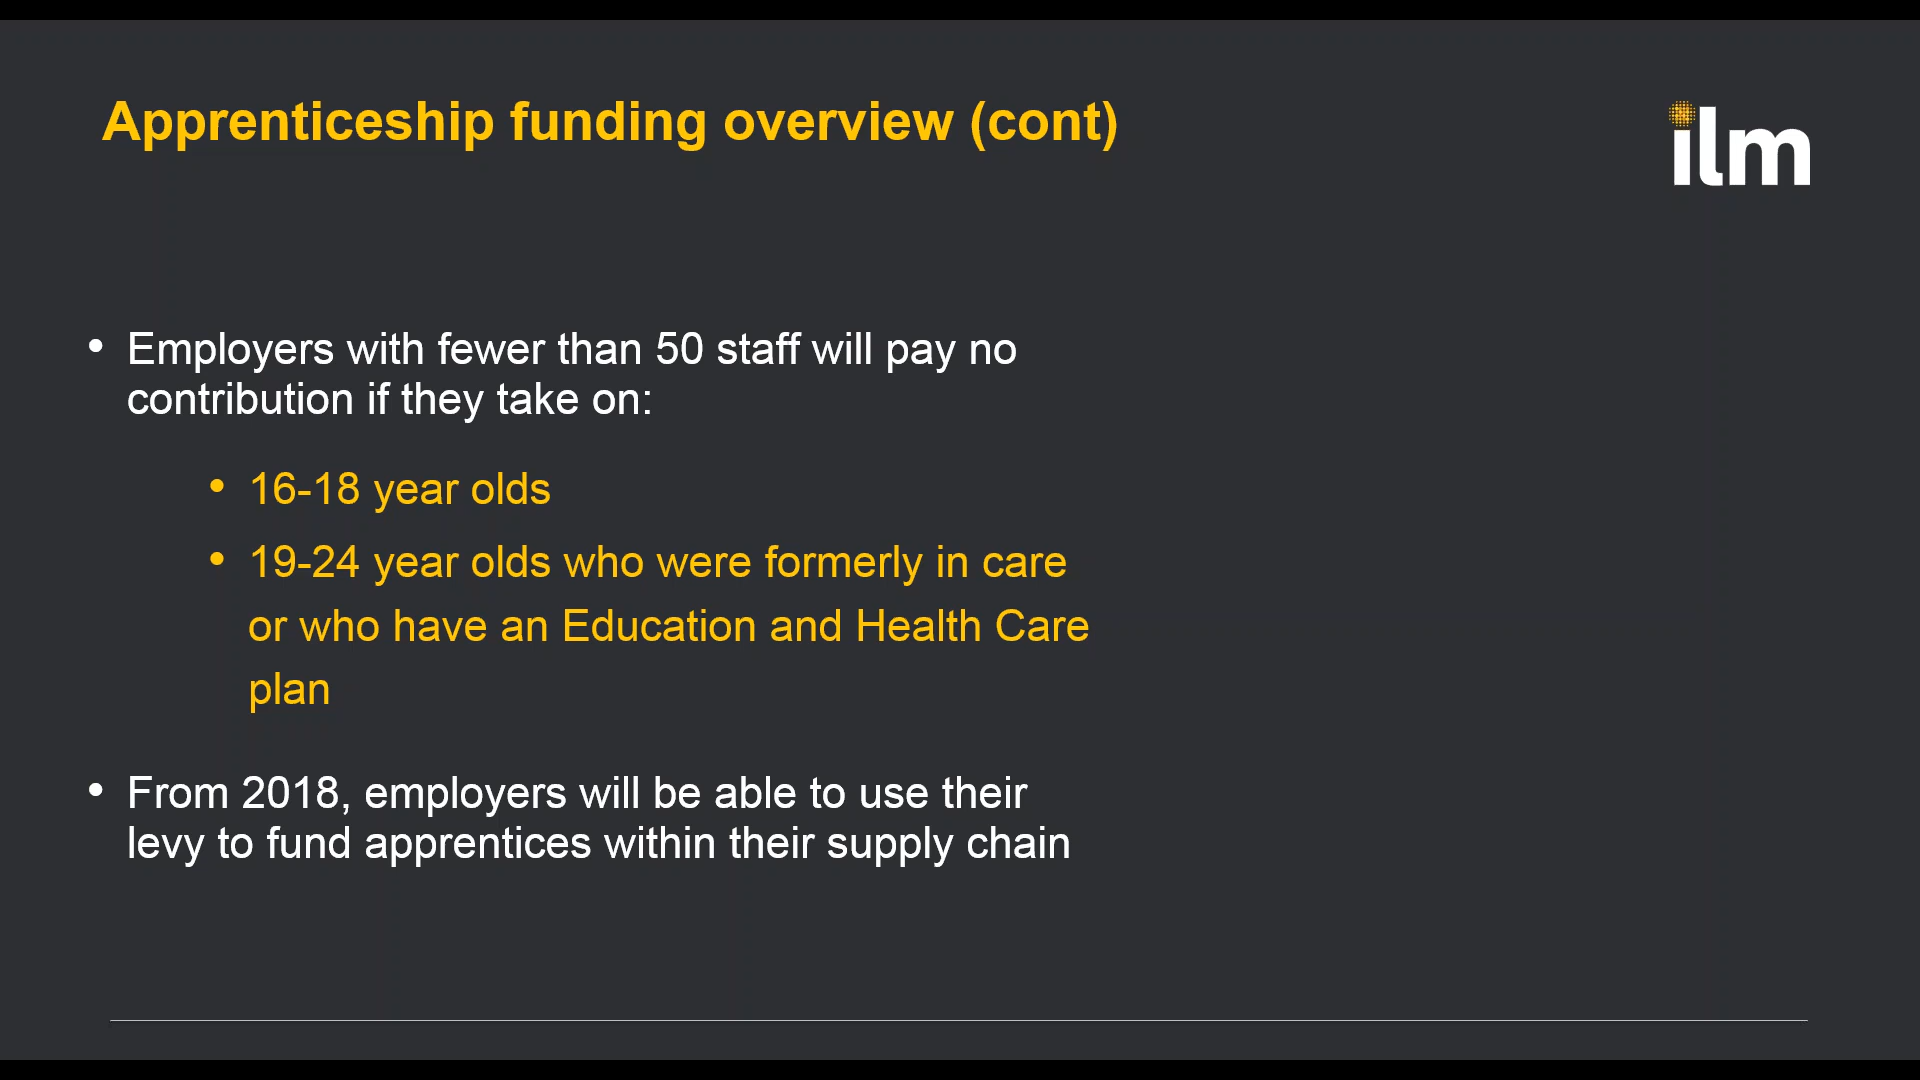 Apprenticeship funding overview (cont)
ilm
• Employers with fewer than 50 staff will pay no
contribution if they take on:
• 16-18 year olds
• 19-24 year olds who were formerly in care
or who have an Education and Health Care
plan
• From 2018, employers will be able to use their
levy to fund apprentices within their supply chain